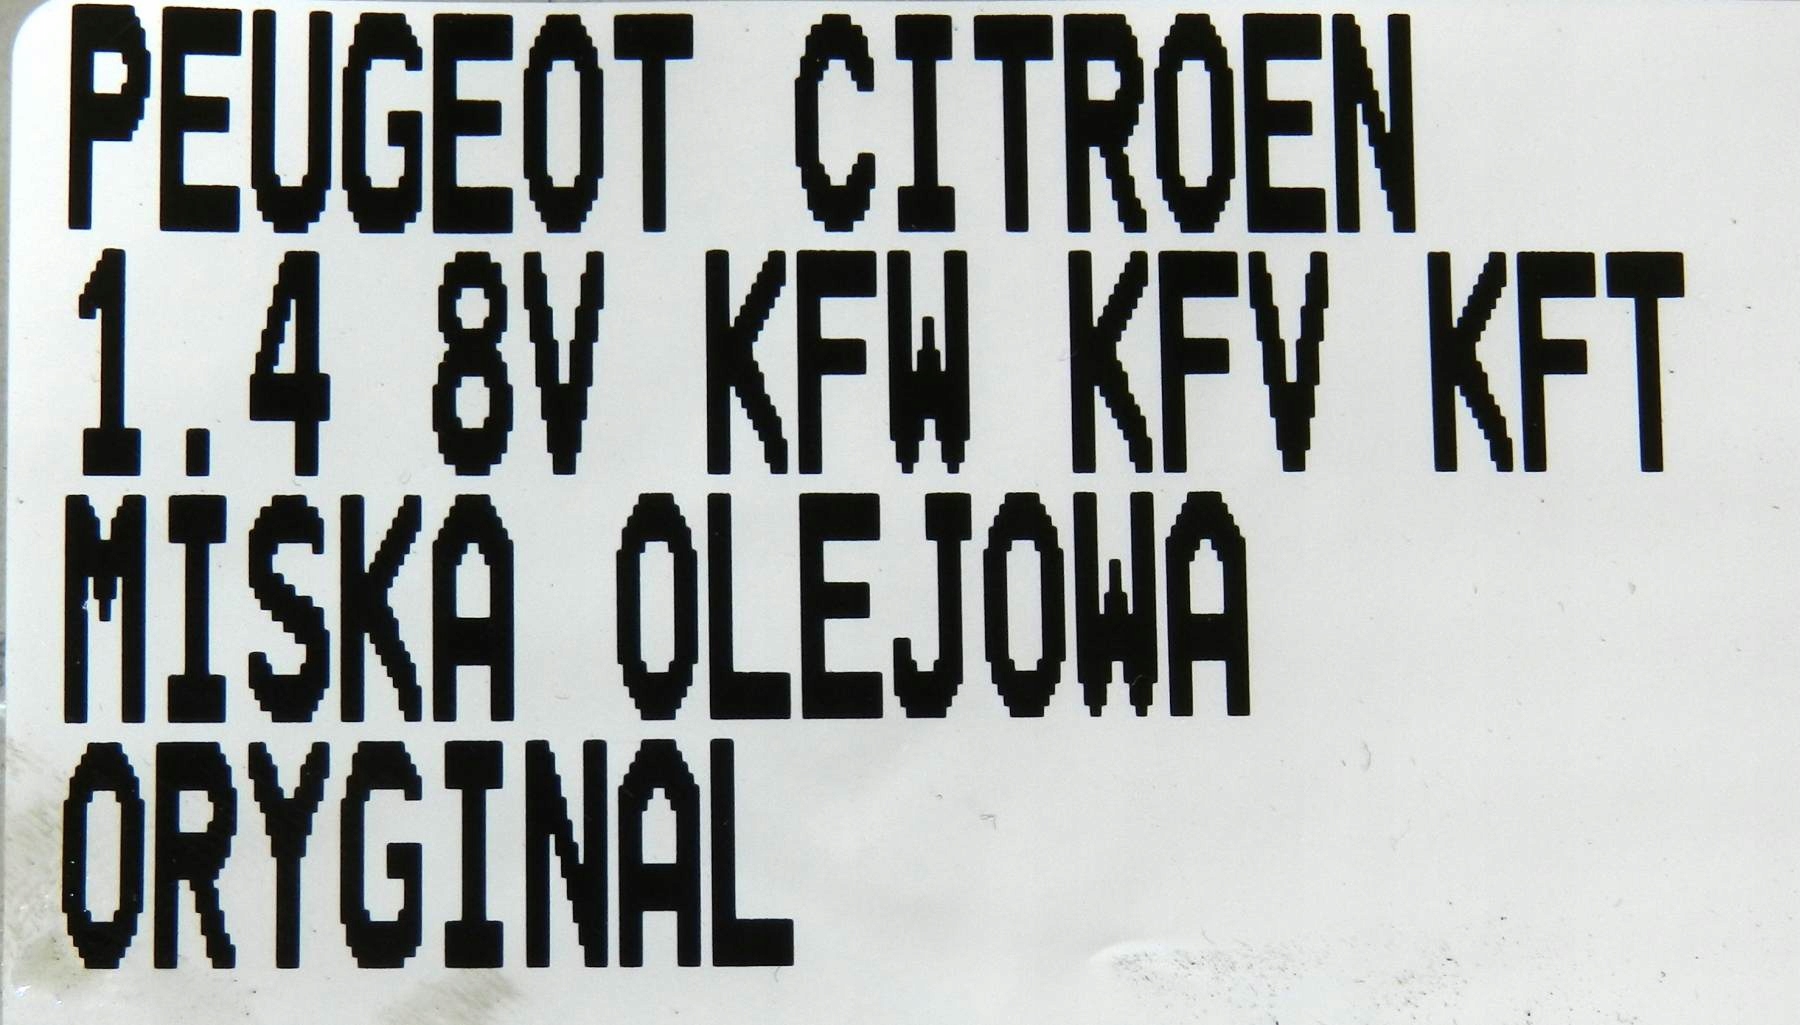 PEUGEOT CITROEN
1.4 8V KFW KFV KFT
MISKA OLEJOWA
ORYGINAL